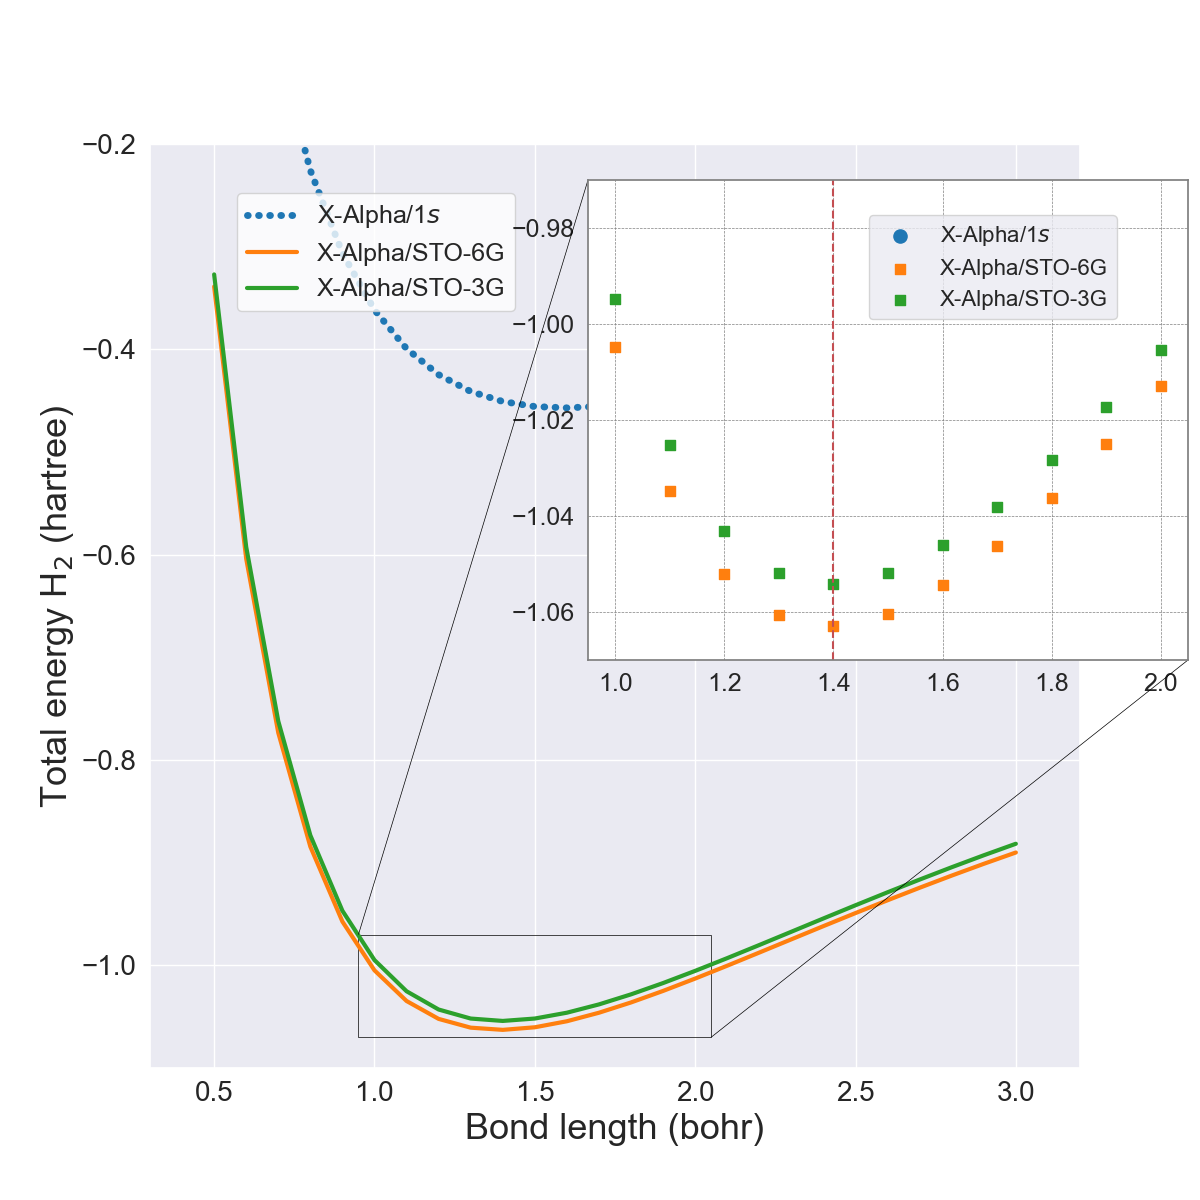 −0.2
−0.4
−0.6
−0.8
−1.0
Total energy H2 (hartree)
0.5 1.0 1.5 2.0 2.5 3.0
Bond length (bohr)
X-Alpha/1s
X-Alpha/STO-6G
X-Alpha/STO-3G
−0.98
−1.00
−1.02
−1.04
−1.06
1.0 1.2 1.4 1.6 1.8 2.0
X-Alpha/1s
X-Alpha/STO-6G
X-Alpha/STO-3G